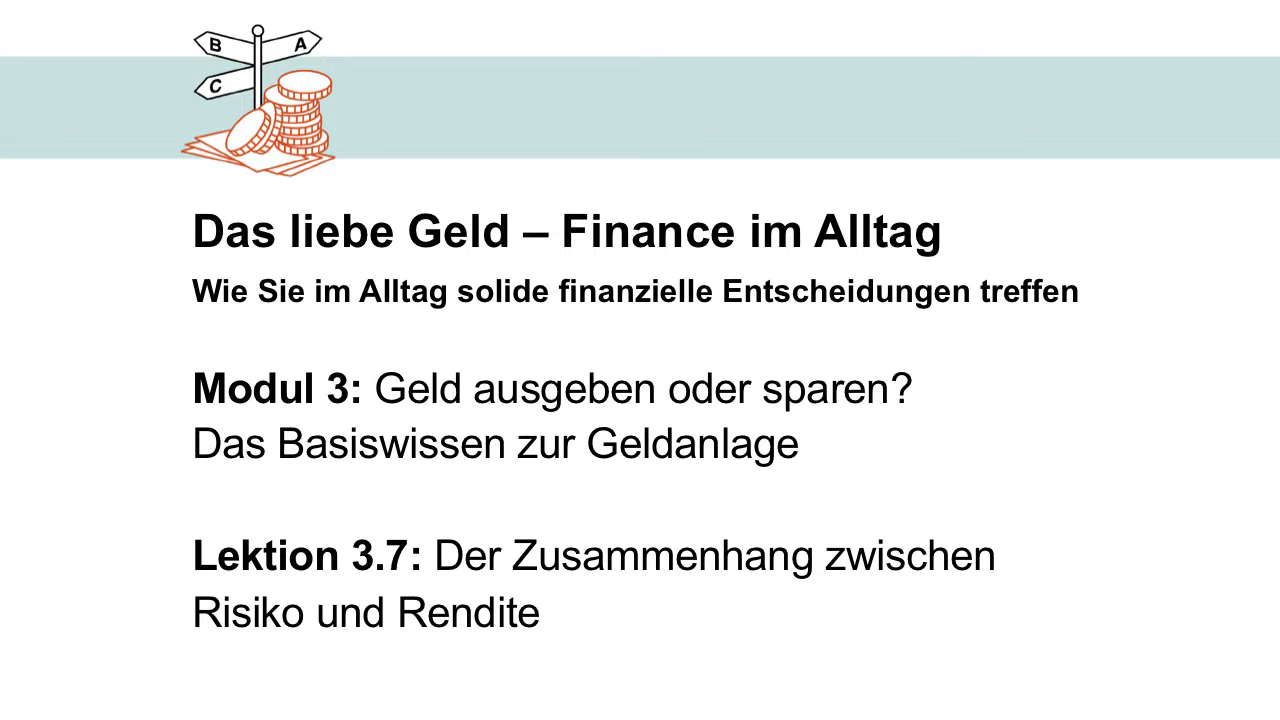 B
A
C
Das liebe Geld – Finance im Alltag
Wie Sie im Alltag solide finanzielle Entscheidungen treffen
Modul 3: Geld ausgeben oder sparen?
Das Basiswissen zur Geldanlage
Lektion 3.7: Der Zusammenhang zwischen
Risiko und Rendite